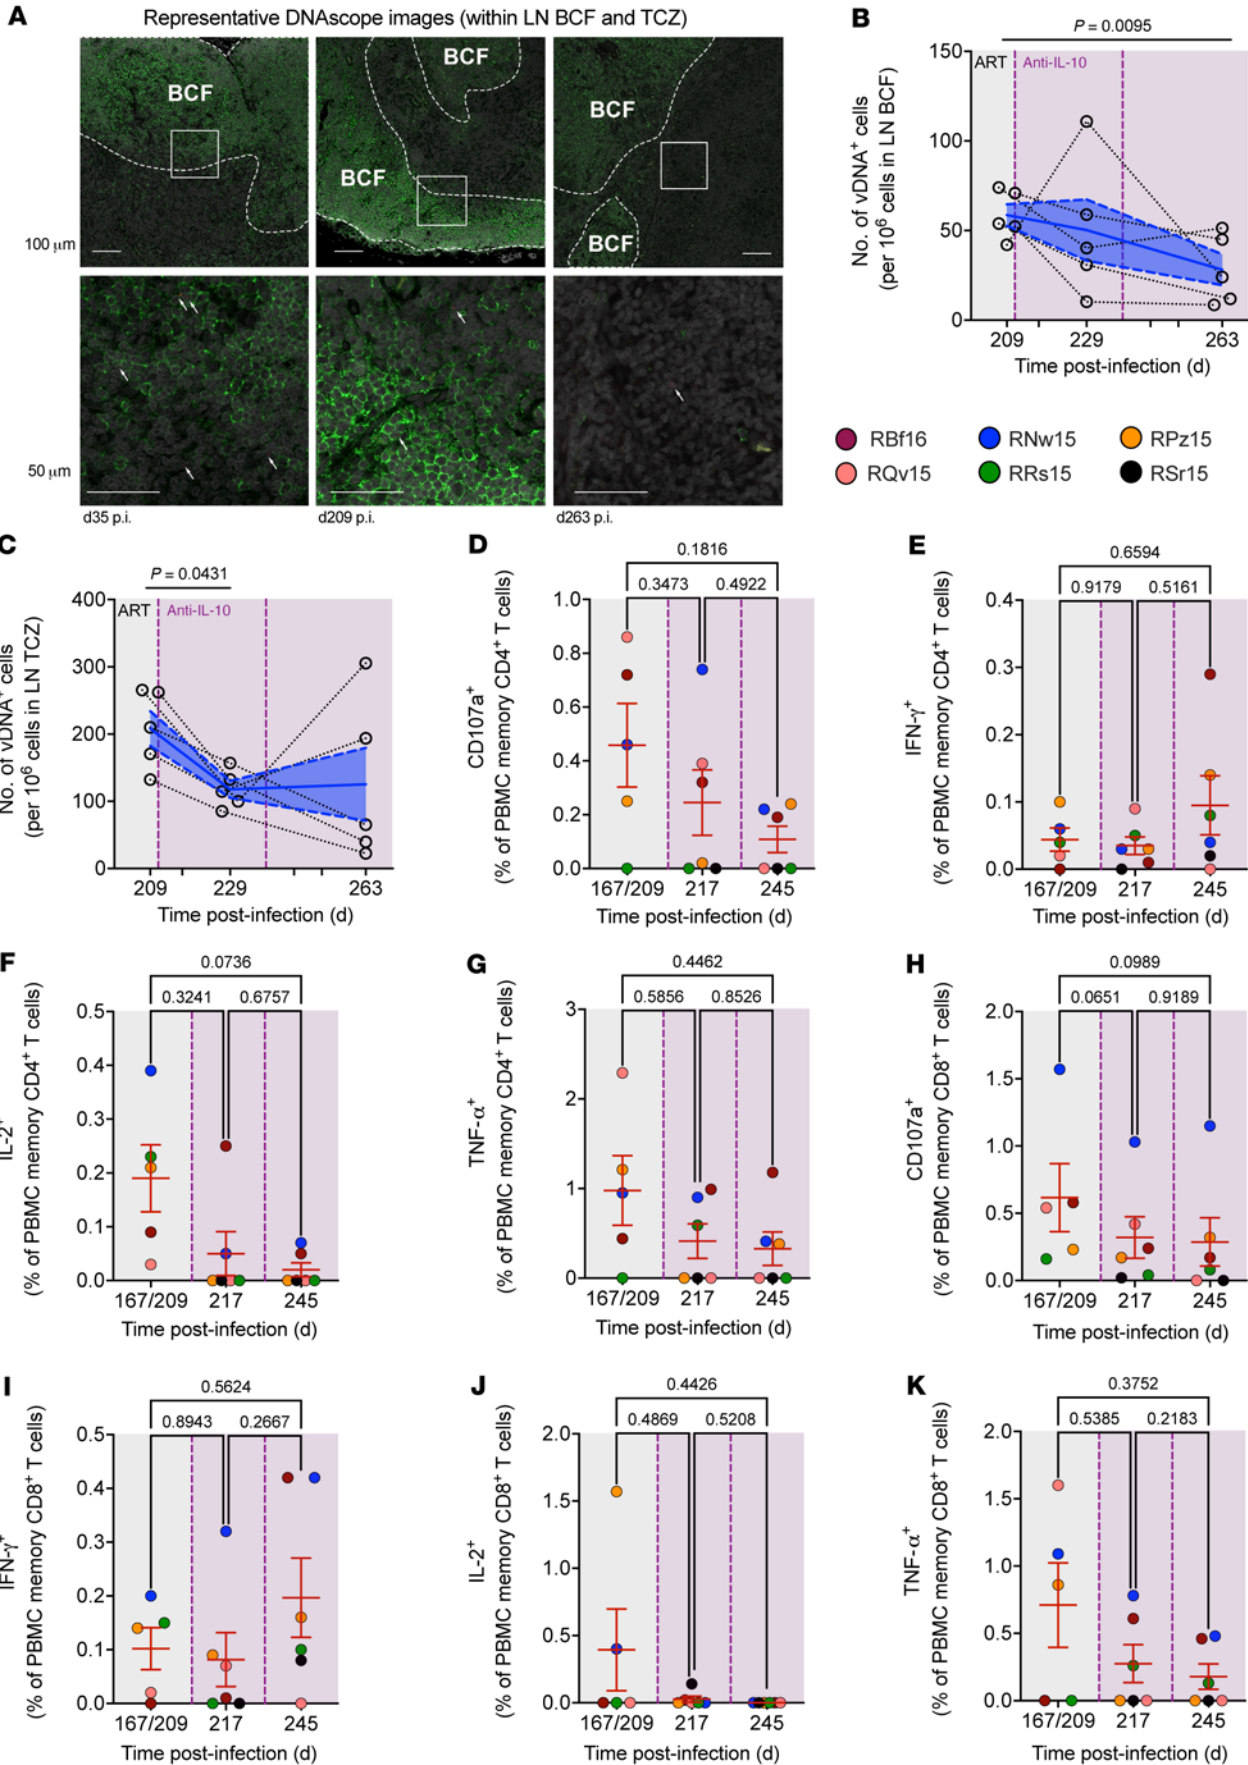 A
Representative DNAscope images (within LN BCF and TCZ)
BCF
BCF
BCF
BCF
BCF
100 µm
50 µm
d35 p.i.
d209 p.i.
d263 p.i.
B
P = 0.0095
ART
Anti-IL-10
No. of vDNA⁺ cells
(per 10⁶ cells in LN BCF)
150
100
50
0
209
229
263
Time post-infection (d)
RBf16
RNw15
RPz15
RQv15
RRs15
RSr15
C
P = 0.0431
ART
Anti-IL-10
No. of vDNA⁺ cells
(per 10⁶ cells in LN TCZ)
400
300
200
100
0
209
229
263
Time post-infection (d)
D
0.1816
0.3473
0.4922
CD107a⁺
(% of PBMC memory CD4⁺ T cells)
1.0
0.8
0.6
0.4
0.2
0.0
167/209
217
245
Time post-infection (d)
E
0.6594
0.9179
0.5161
IFN-γ⁺
(% of PBMC memory CD4⁺ T cells)
0.4
0.3
0.2
0.1
0.0
167/209
217
245
Time post-infection (d)
F
0.0736
0.3241
0.6757
IL-2⁺
(% of PBMC memory CD4⁺ T cells)
0.5
0.4
0.3
0.2
0.1
0.0
167/209
217
245
Time post-infection (d)
G
0.4462
0.5856
0.8526
TNF-α⁺
(% of PBMC memory CD4⁺ T cells)
3
2
1
0
167/209
217
245
Time post-infection (d)
H
0.0989
0.0651
0.9189
CD107a⁺
(% of PBMC memory CD8⁺ T cells)
2.0
1.5
1.0
0.5
0.0
167/209
217
245
Time post-infection (d)
I
0.5624
0.8943
0.2667
IFN-γ⁺
(% of PBMC memory CD8⁺ T cells)
0.5
0.4
0.3
0.2
0.1
0.0
167/209
217
245
Time post-infection (d)
J
0.4426
0.4869
0.5208
IL-2⁺
(% of PBMC memory CD8⁺ T cells)
2.0
1.5
1.0
0.5
0.0
167/209
217
245
Time post-infection (d)
K
0.3752
0.5385
0.2183
TNF-α⁺
(% of PBMC memory CD8⁺ T cells)
2.0
1.5
1.0
0.5
0.0
167/209
217
245
Time post-infection (d)